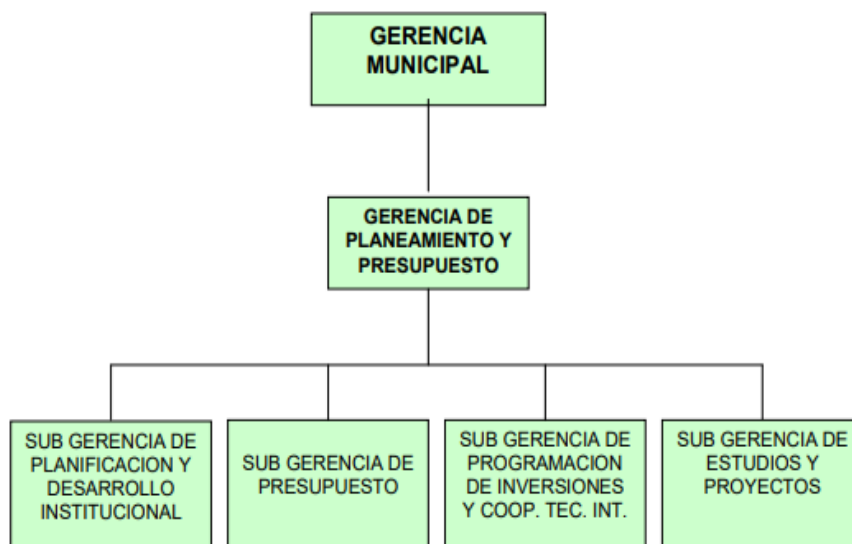 GERENCIA
MUNICIPAL
GERENCIA DE
PLANEAMIENTO Y
PRESUPUESTO
SUB GERENCIA DE
PLANIFICACION Y
DESARROLLO
INSTITUCIONAL
SUB GERENCIA DE
PRESUPUESTO
SUB GERENCIA DE
PROGRAMACION
DE INVERSIONES
Y COOP. TEC. INT.
SUB GERENCIA DE
ESTUDIOS Y
PROYECTOS